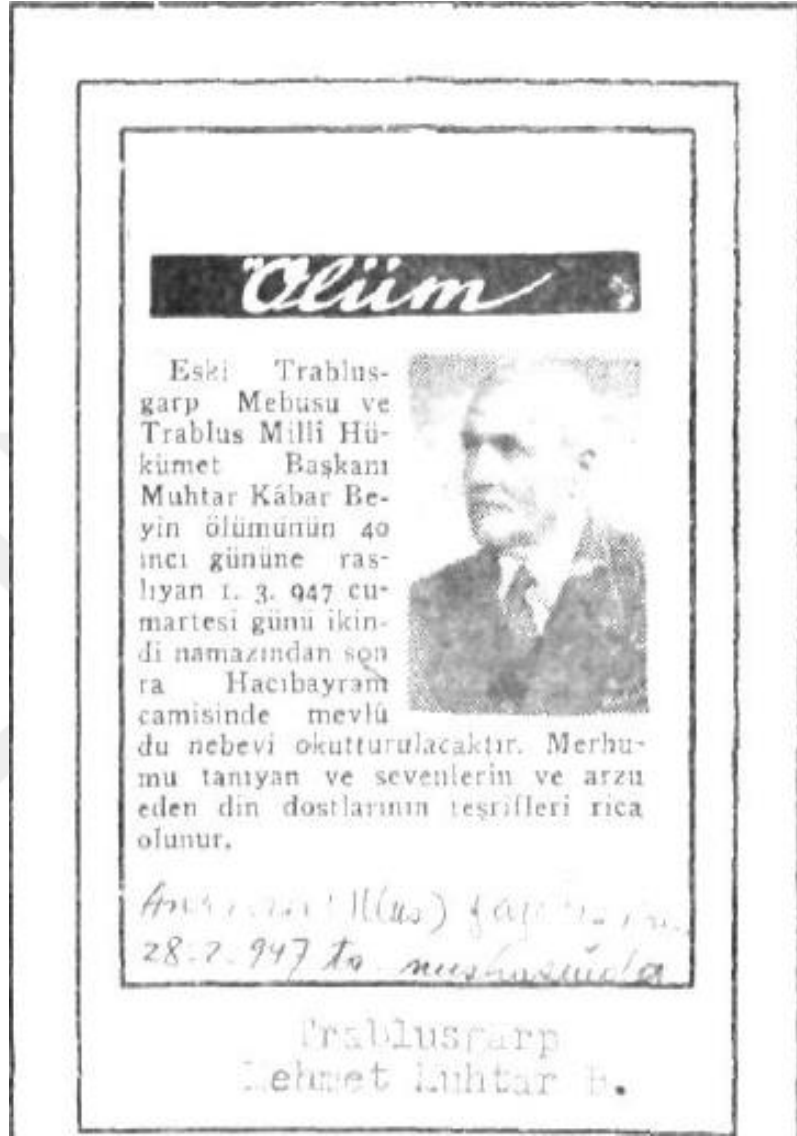 Ölüm
Eski Trablus-
garp Mebusu ve
Trablus Millî Hü-
kümet Başkanı
Muhtar Kâbar Be-
yin ölümünün 40
ıncı gününe ras-
lıyan 1. 3. 947 cu-
martesi günü ikin-
di namazından son
ra Hacıbayram
camisinde mevlû
du nebevi okutturulacaktır. Merhu-
mu tanıyan ve sevenlerin ve arzu
eden din dostlarının teşrifleri rica
olunur.
(us)
28.2.947 ta nushasında
Trablusgarp
Mehmet Muhtar B.